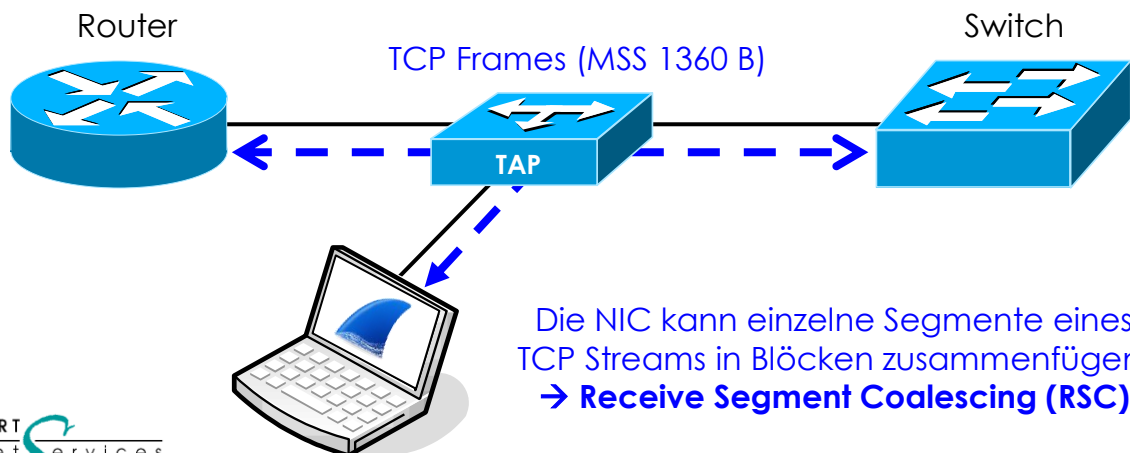 Router
Switch
TCP Frames (MSS 1360 B)
TAP
Die NIC kann einzelne Segmente eines
TCP Streams in Blöcken zusammenfügen
→ Receive Segment Coalescing (RSC)